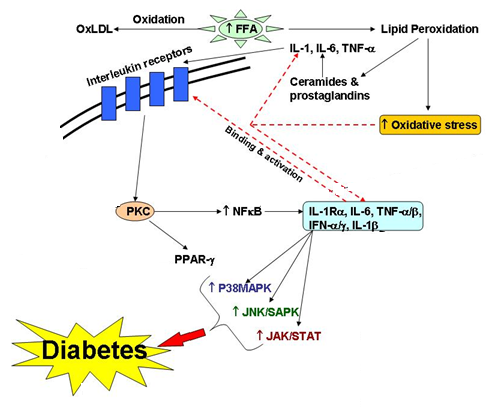 Oxidation
OxLDL
↑ FFA
Lipid Peroxidation
IL-1, IL-6, TNF-α
Interleukin receptors
Ceramides &
prostaglandins
↑ Oxidative stress
Binding & activation
PKC
↑ NFκB
IL-1Rα, IL-6, TNF-α/β,
IFN-α/γ, IL-1β
PPAR-γ
↑ P38MAPK
↑ JNK/SAPK
↑ JAK/STAT
Diabetes